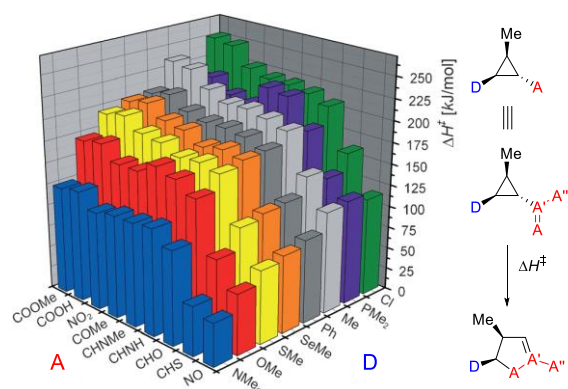 ΔH‡ [kJ/mol]
250
225
200
175
150
125
100
75
50
25
0
COOMe
COOH
NO₂
COMe
CHNMe
CHNH
CHO
CHS
NO
A
NMe₂
OMe
SMe
SeMe
Ph
Me
PMe₂
Cl
D
Me
D
A
Me
D
A' A"
A
ΔH‡
Me
D
A'
A
A"